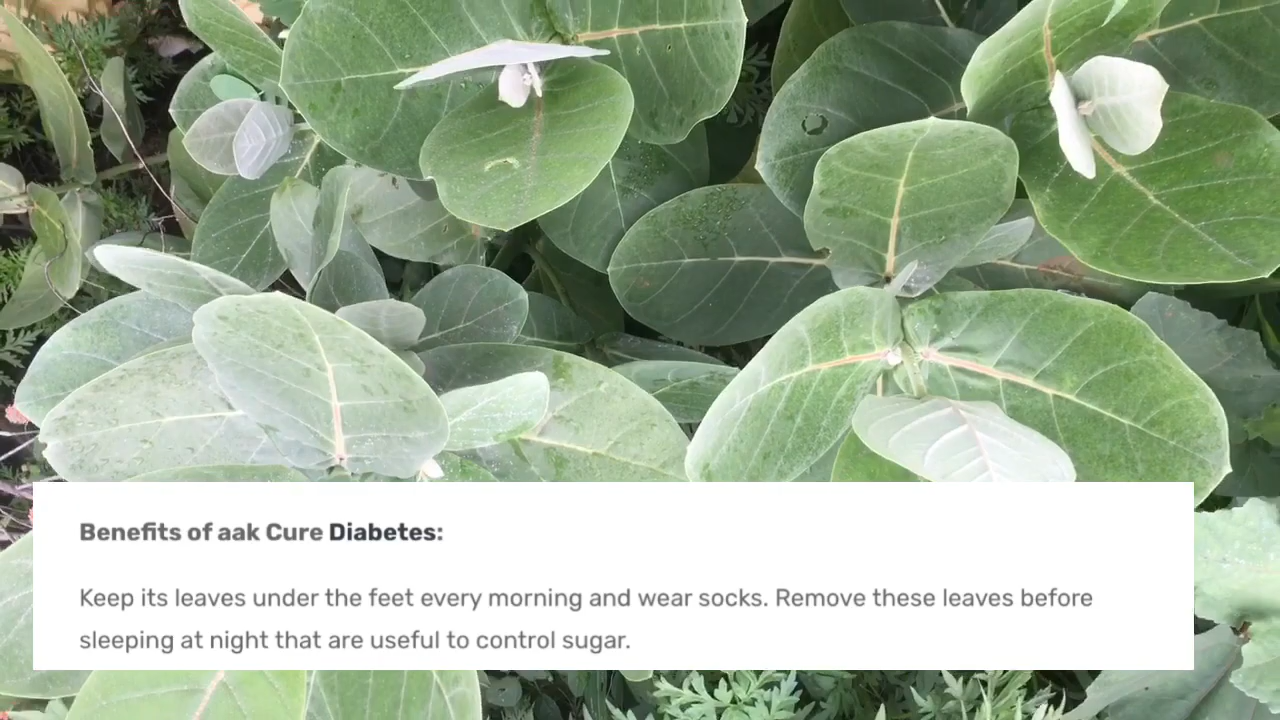 Benefits of aak Cure Diabetes:
Keep its leaves under the feet every morning and wear socks. Remove these leaves before
sleeping at night that are useful to control sugar.